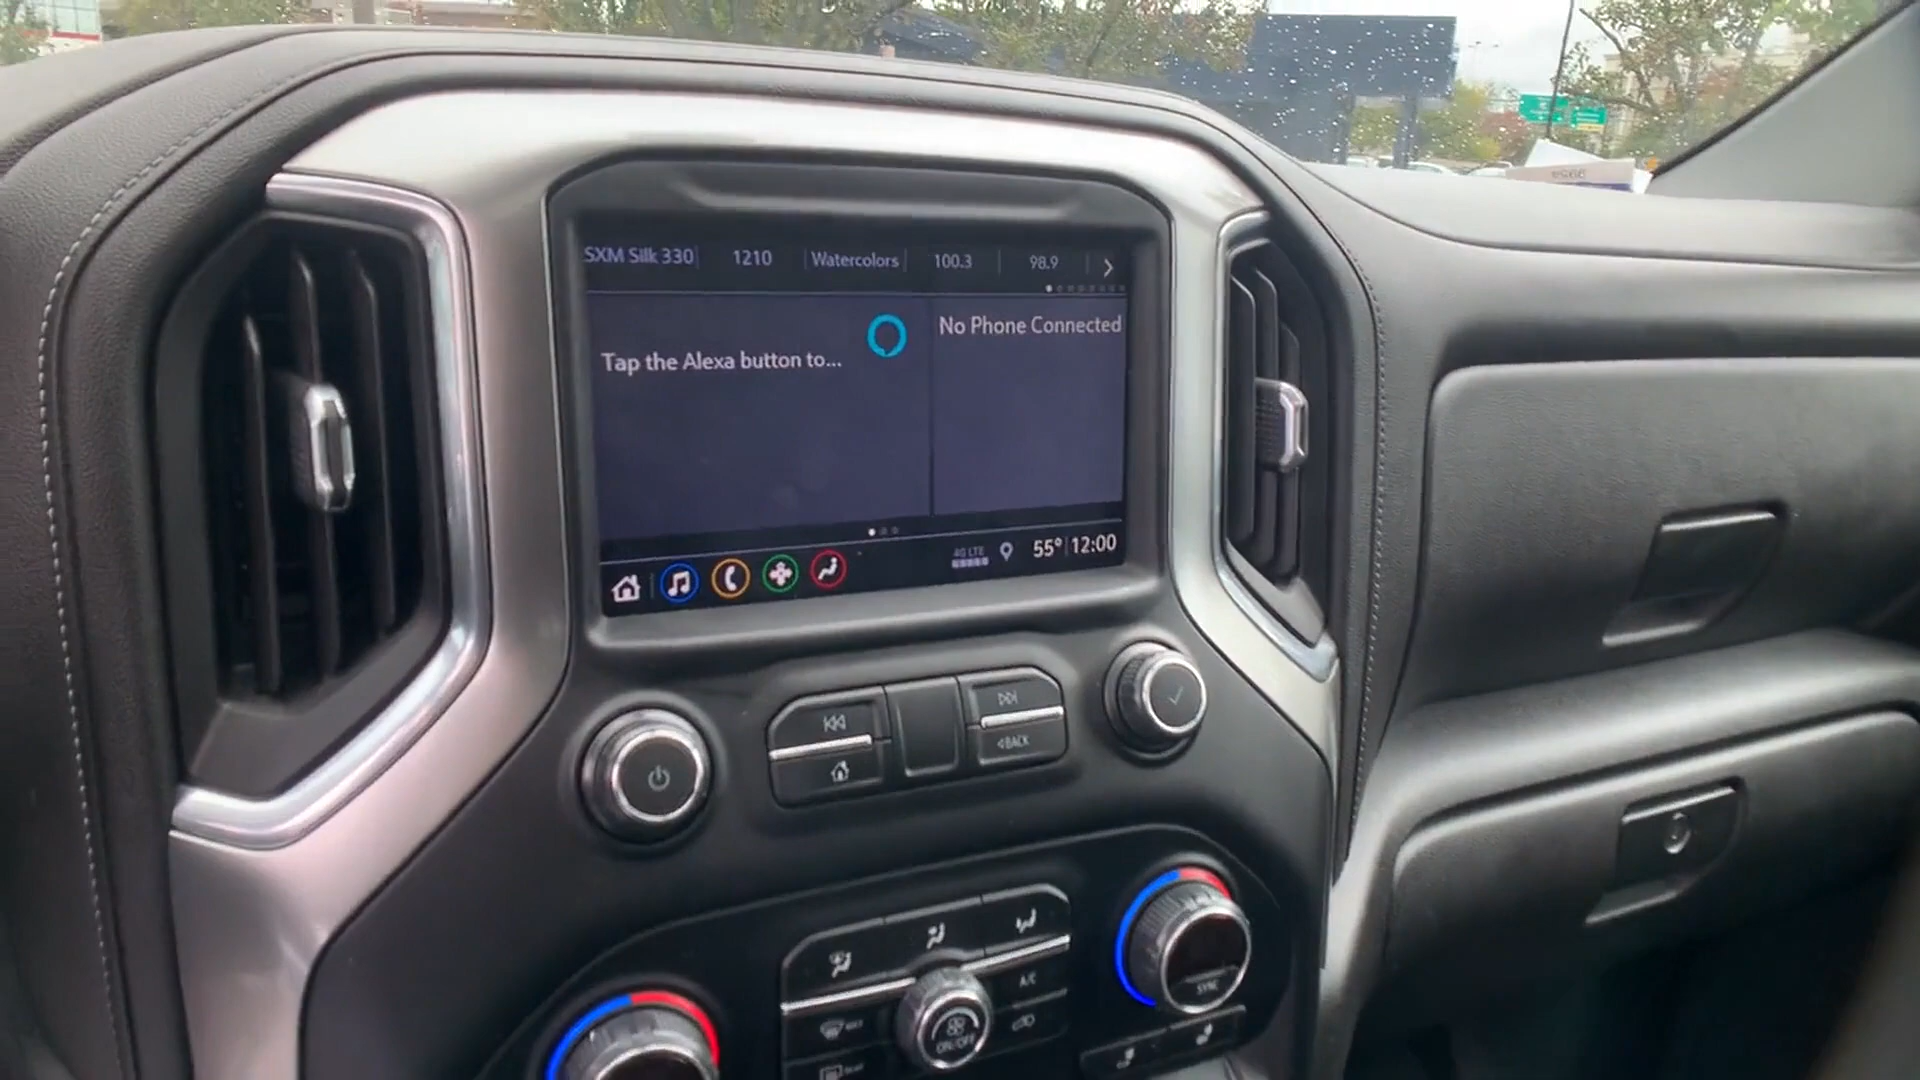 SXM Silk 330
1210
Watercolors
100.3
98.9
No Phone Connected
Tap the Alexa button to...
4G LTE
55° 12:00
BACK
A/C
SYNC
ON/OFF